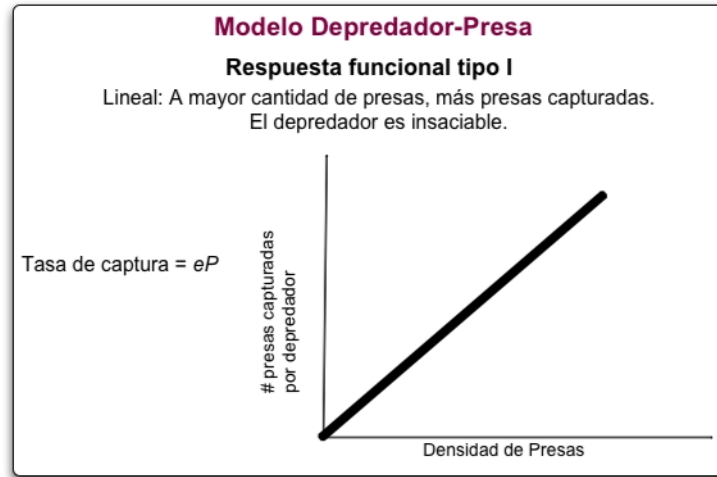 Modelo Depredador-Presa
Respuesta funcional tipo I
Lineal: A mayor cantidad de presas, más presas capturadas.
El depredador es insaciable.
Tasa de captura = eP
# presas capturadas
por depredador
Densidad de Presas